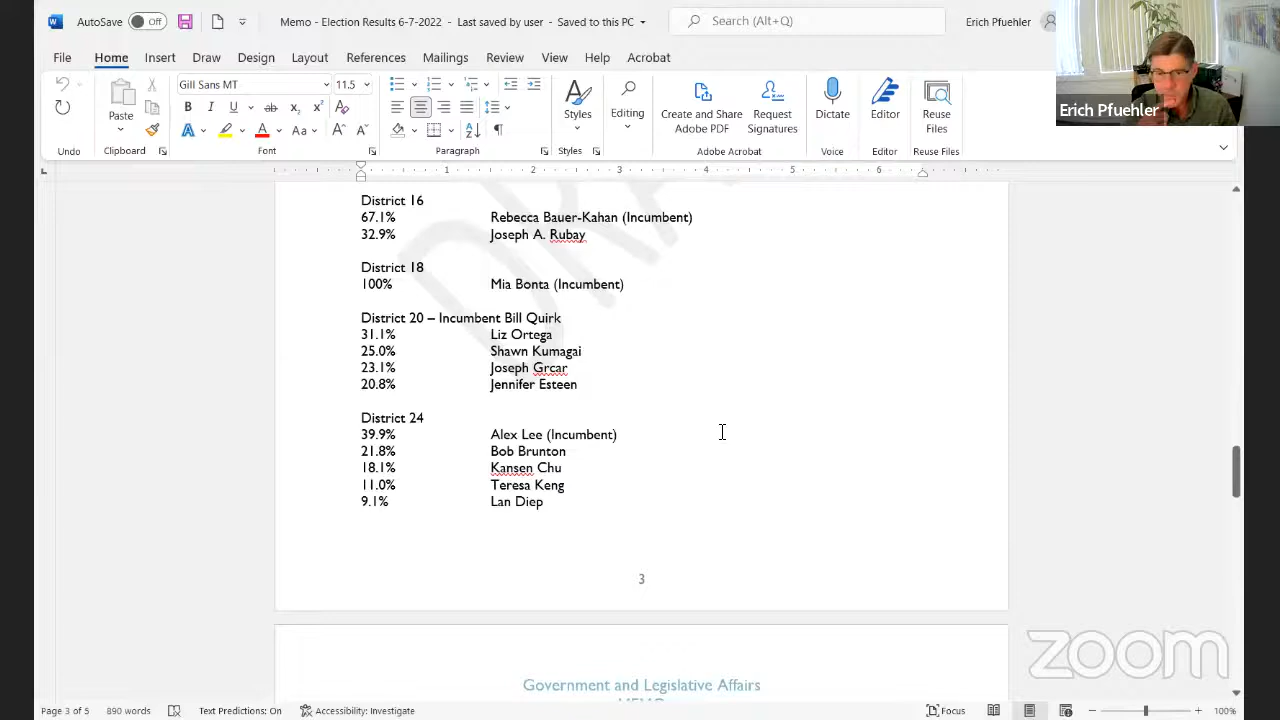 AutoSave Off Memo - Election Results 6-7-2022 - Last saved by user - Saved to this PC Search (Alt+Q) Erich Pfuehler
File Home Insert Draw Design Layout References Mailings Review View Help Acrobat
Gill Sans MT 11.5
Paste Styles Editing Create and Share Adobe PDF Request Signatures Dictate Editor Reuse Files
Undo Clipboard Font Paragraph Styles Adobe Acrobat Voice Editor Reuse Files
Erich Pfuehler
1 2 3 4 5 6
District 16
67.1% Rebecca Bauer-Kahan (Incumbent)
32.9% Joseph A. Rubay
District 18
100% Mia Bonta (Incumbent)
District 20 – Incumbent Bill Quirk
31.1% Liz Ortega
25.0% Shawn Kumagai
23.1% Joseph Grcar
20.8% Jennifer Esteen
District 24
39.9% Alex Lee (Incumbent)
21.8% Bob Brunton
18.1% Kansen Chu
11.0% Teresa Keng
9.1% Lan Diep
3
Government and Legislative Affairs
zoom
Page 3 of 5 890 words Text Predictions: On Accessibility: Investigate Focus 100%